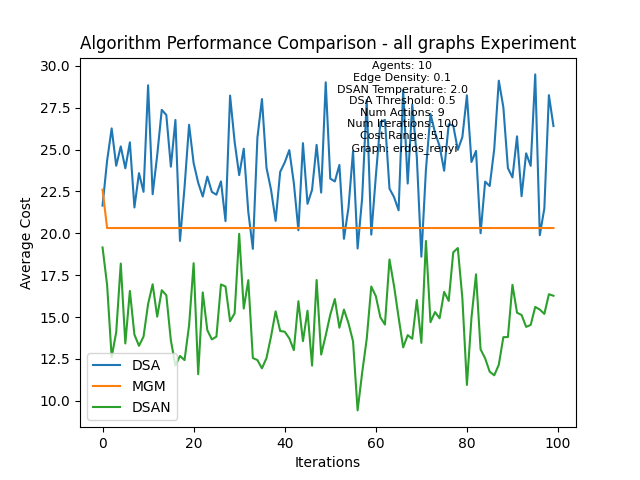 Algorithm Performance Comparison - all graphs Experiment
Agents: 10
Edge Density: 0.1
DSAN Temperature: 2.0
DSA Threshold: 0.5
Num Actions: 9
Num Iterations: 100
Cost Range: 51
Graph: erdos_renyi
Average Cost
30.0
27.5
25.0
22.5
20.0
17.5
15.0
12.5
10.0
DSA
MGM
DSAN
0 20 40 60 80 100
Iterations